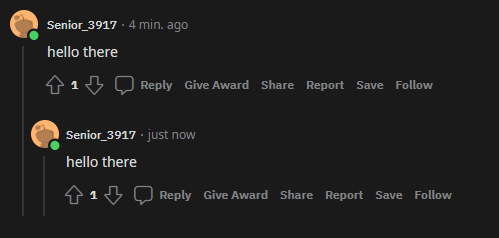 Senior_3917 · 4 min. ago
hello there
1 Reply Give Award Share Report Save Follow
Senior_3917 · just now
hello there
1 Reply Give Award Share Report Save Follow